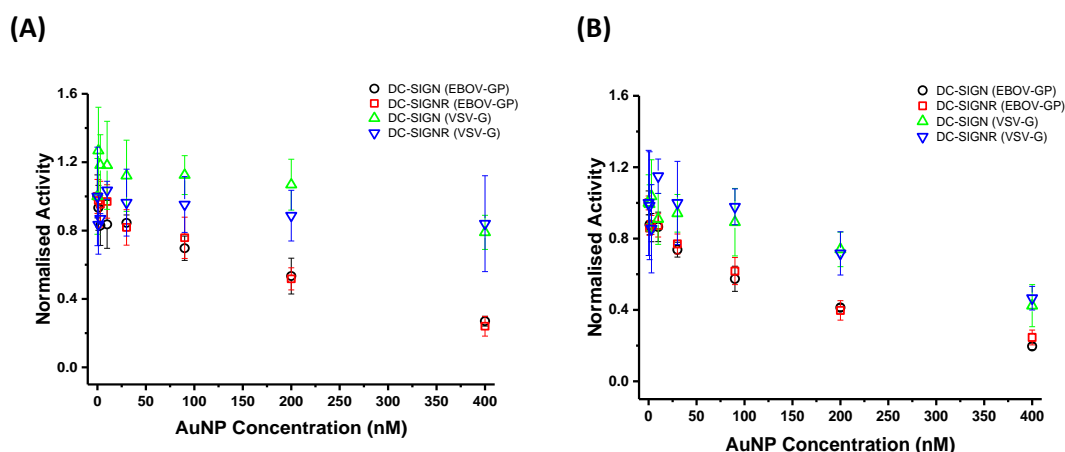 (A)
DC-SIGN (EBOV-GP)
DC-SIGNR (EBOV-GP)
DC-SIGN (VSV-G)
DC-SIGNR (VSV-G)
Normalised Activity
1.6
1.2
0.8
0.4
0.0
0 50 100 150 200 250 300 350 400
AuNP Concentration (nM)
(B)
DC-SIGN (EBOV-GP)
DC-SIGNR (EBOV-GP)
DC-SIGN (VSV-G)
DC-SIGNR (VSV-G)
Normalised Activity
1.6
1.2
0.8
0.4
0.0
0 50 100 150 200 250 300 350 400
AuNP Concentration (nM)